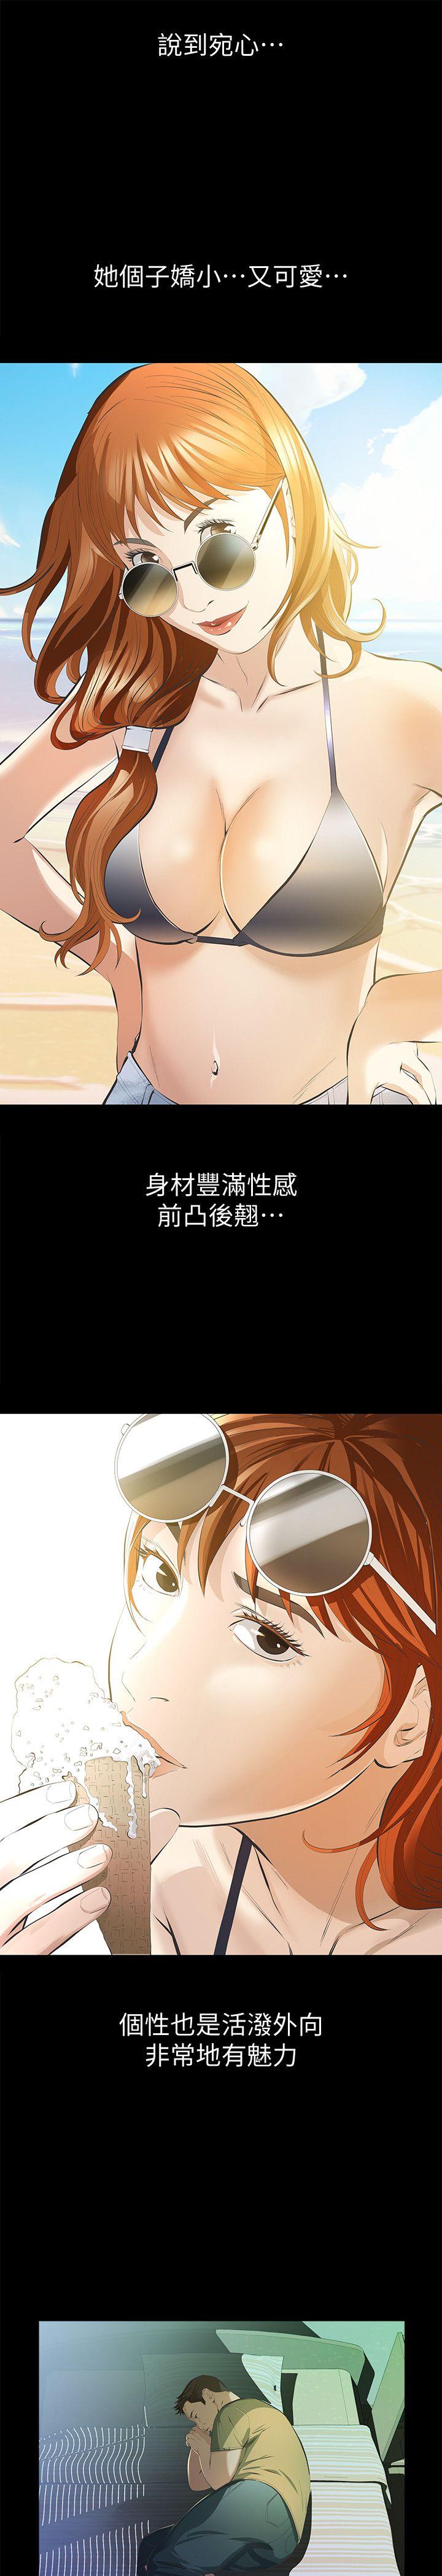 說到宛心⋯
她個子嬌小⋯又可愛⋯
身材豐滿性感
前凸後翹⋯
個性也是活潑外向
非常地有魅力